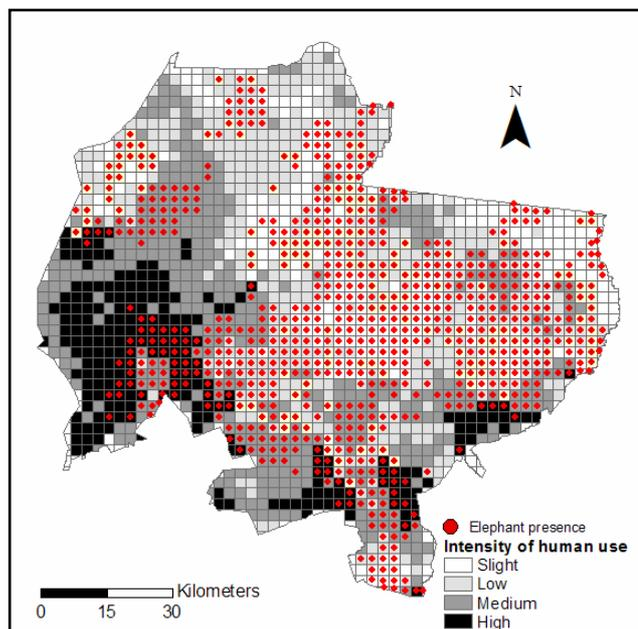 N
Elephant presence
Intensity of human use
Slight
Low
Medium
High
Kilometers
0 15 30